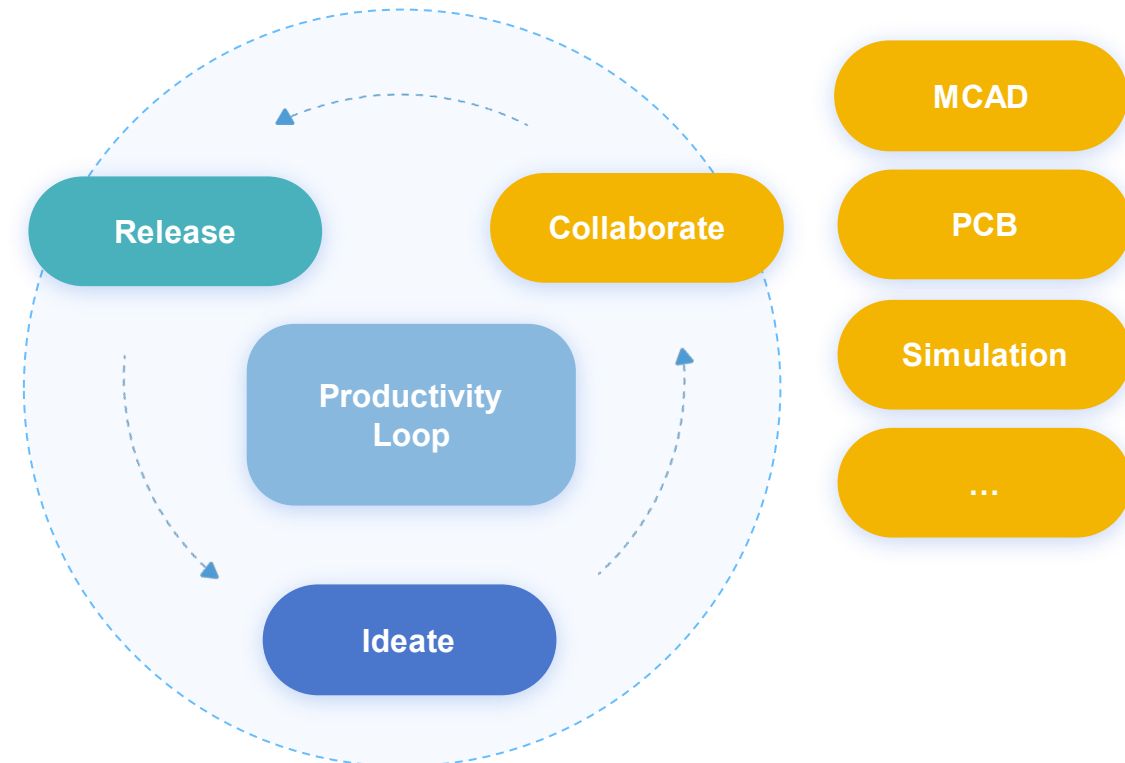 MCAD
Release
Collaborate
PCB
Productivity
Loop
Simulation
...
Ideate